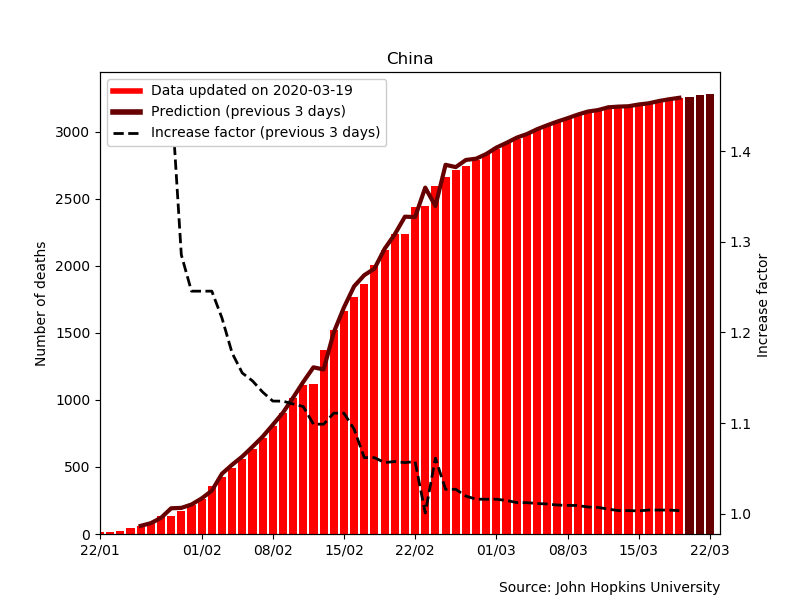 China
Data updated on 2020-03-19
Prediction (previous 3 days)
Increase factor (previous 3 days)
3000
2500
2000
1500
1000
500
0
Number of deaths
1.4
1.3
1.2
1.1
1.0
Increase factor
22/01 01/02 08/02 15/02 22/02 01/03 08/03 15/03 22/03
Source: John Hopkins University